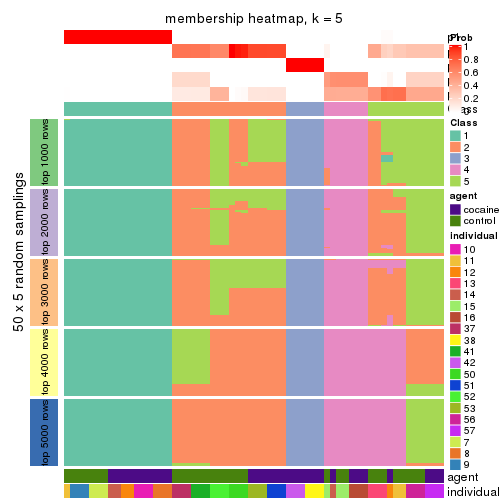 membership heatmap, k = 5
Prob
1
0.8
0.6
0.4
0.2
0
Class
1
2
3
4
5
agent
cocaine
control
individual
10
11
12
13
14
15
16
37
38
41
42
50
51
52
53
56
57
7
8
9
50 x 5 random samplings
top 1000 rows
top 2000 rows
top 3000 rows
top 4000 rows
top 5000 rows
agent
individual